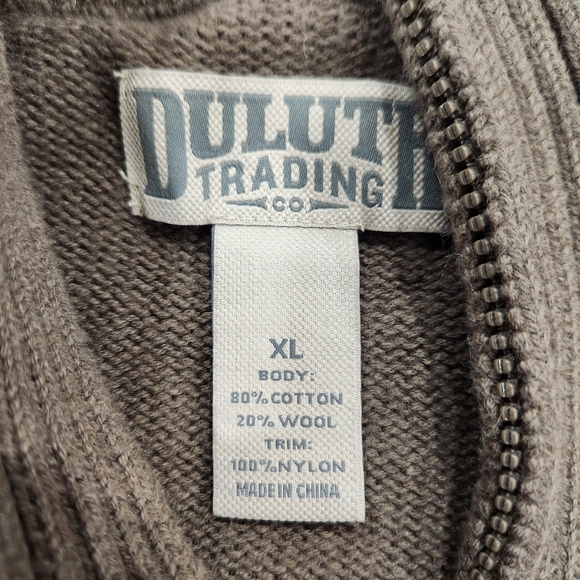 DULUTH
TRADING
CO
XL
BODY:
80% COTTON
20% WOOL
TRIM:
100% NYLON
MADE IN CHINA